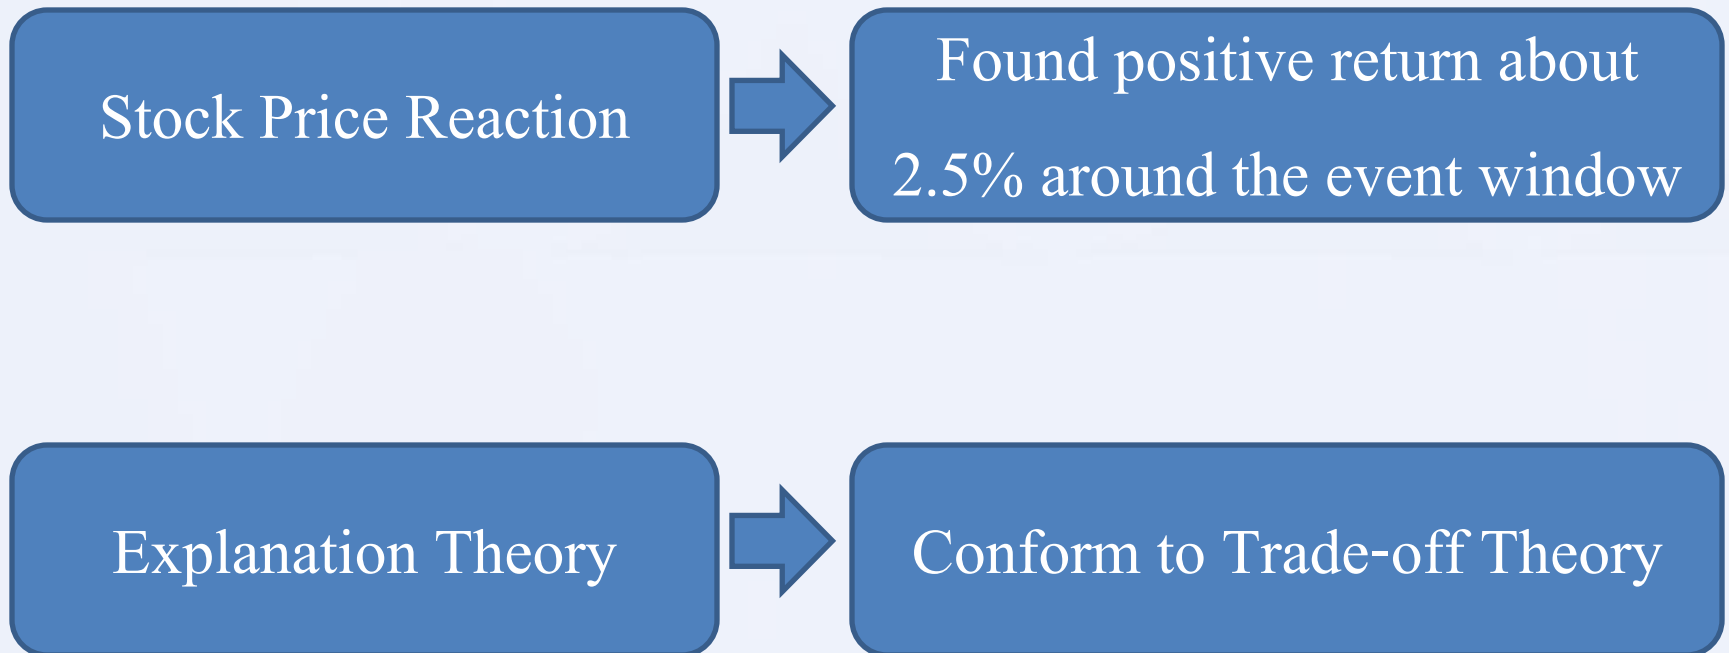 Stock Price Reaction
Found positive return about
2.5% around the event window
Explanation Theory
Conform to Trade-off Theory